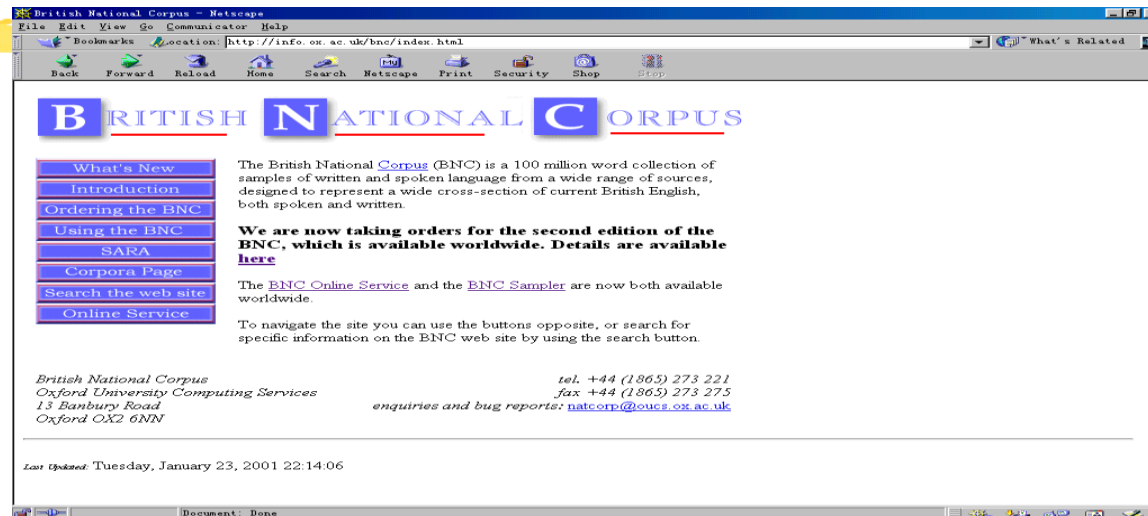 British National Corpus - Netscape
File Edit View Go Communicator Help
Bookmarks Location: http://info.ox.ac.uk/bnc/index.html What's Related
Back Forward Reload Home Search Netscape Print Security Shop Stop
BRITISH NATIONAL CORPUS
What's New
Introduction
Ordering the BNC
Using the BNC
SARA
Corpora Page
Search the web site
Online Service
The British National Corpus (BNC) is a 100 million word collection of
samples of written and spoken language from a wide range of sources,
designed to represent a wide cross-section of current British English,
both spoken and written.
We are now taking orders for the second edition of the
BNC, which is available worldwide. Details are available
here
The BNC Online Service and the BNC Sampler are now both available
worldwide.
To navigate the site you can use the buttons opposite, or search for
specific information on the BNC web site by using the search button.
British National Corpus
Oxford University Computing Services
13 Banbury Road
Oxford OX2 6NN
tel. +44 (1865) 273 221
fax +44 (1865) 273 275
enquiries and bug reports: natcorp@oucs.ox.ac.uk
Last Updated: Tuesday, January 23, 2001 22:14:06
Document: Done